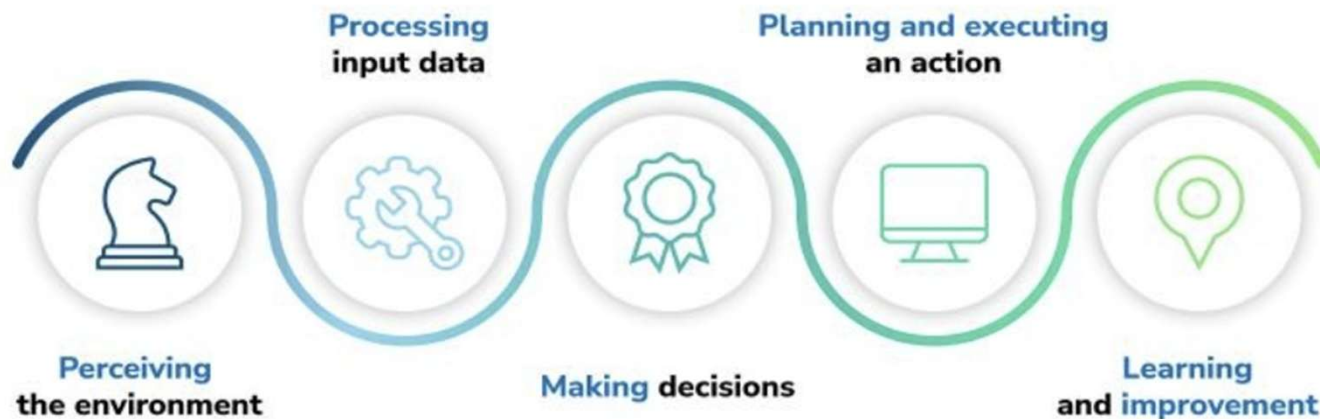 Perceiving
the environment
Processing
input data
Making decisions
Planning and executing
an action
Learning
and improvement